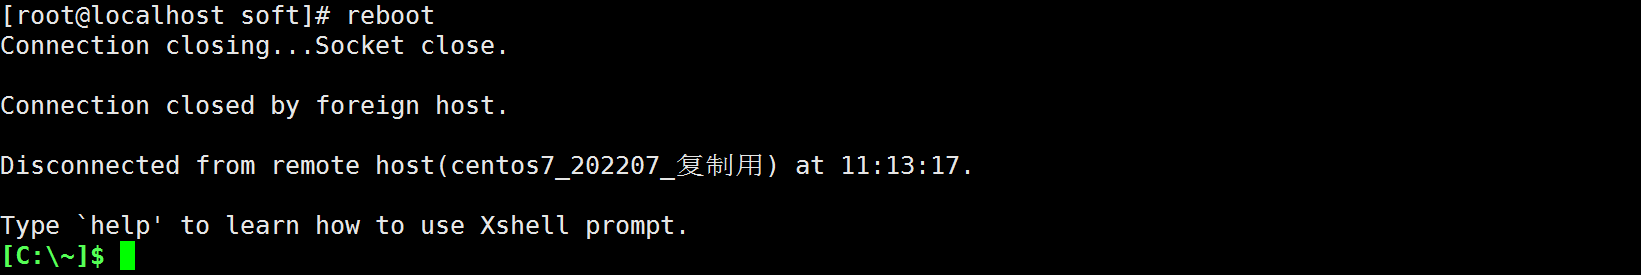 [root@localhost soft]# reboot
Connection closing...Socket close.
Connection closed by foreign host.
Disconnected from remote host(centos7_202207_复制用) at 11:13:17.
Type `help' to learn how to use Xshell prompt.
[C:\~]$